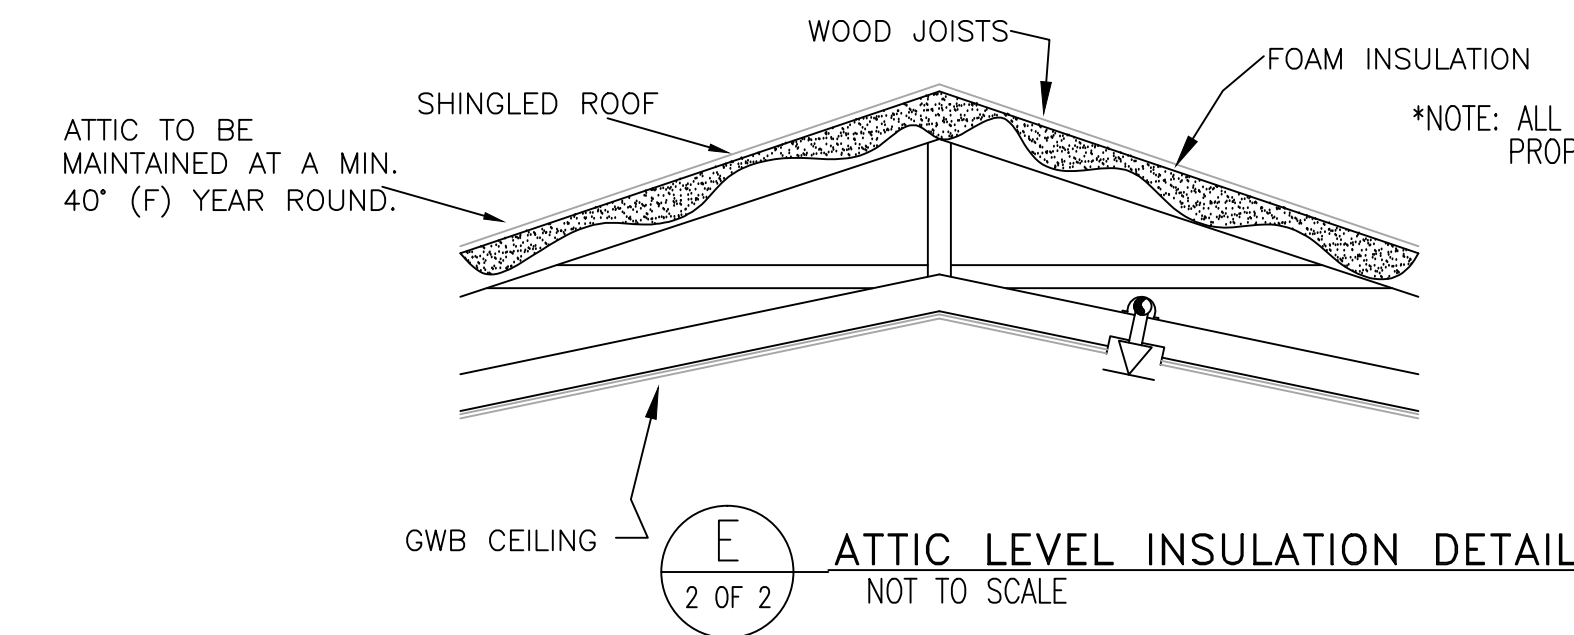 WOOD JOISTS
FOAM INSULATION
SHINGLED ROOF
*NOTE: ALL
ATTIC TO BE
MAINTAINED AT A MIN.
40° (F) YEAR ROUND.
GWB CEILING
E
2 OF 2
ATTIC LEVEL INSULATION DETAIL
NOT TO SCALE